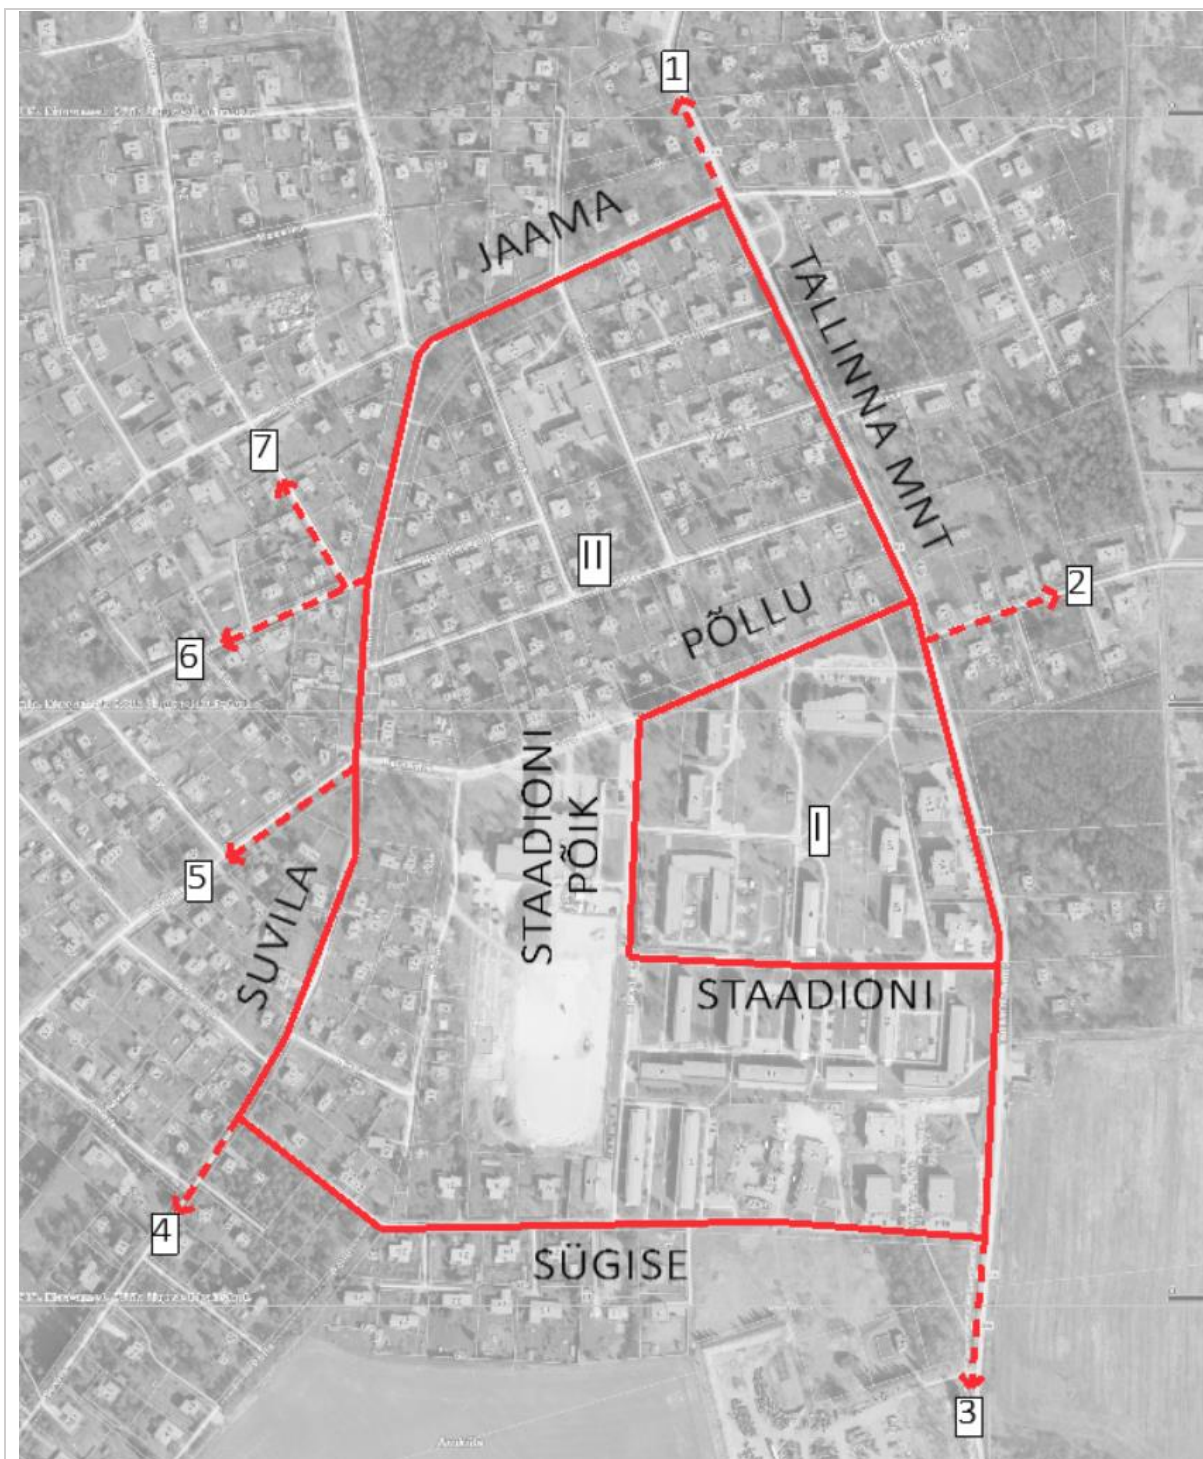 1
JAAMA
TALLINNA MNT
7
II
2
PÕLLU
6
STAADIONI
PÕIK
I
5
SUVILA
STAADIONI
4
SÜGISE
3